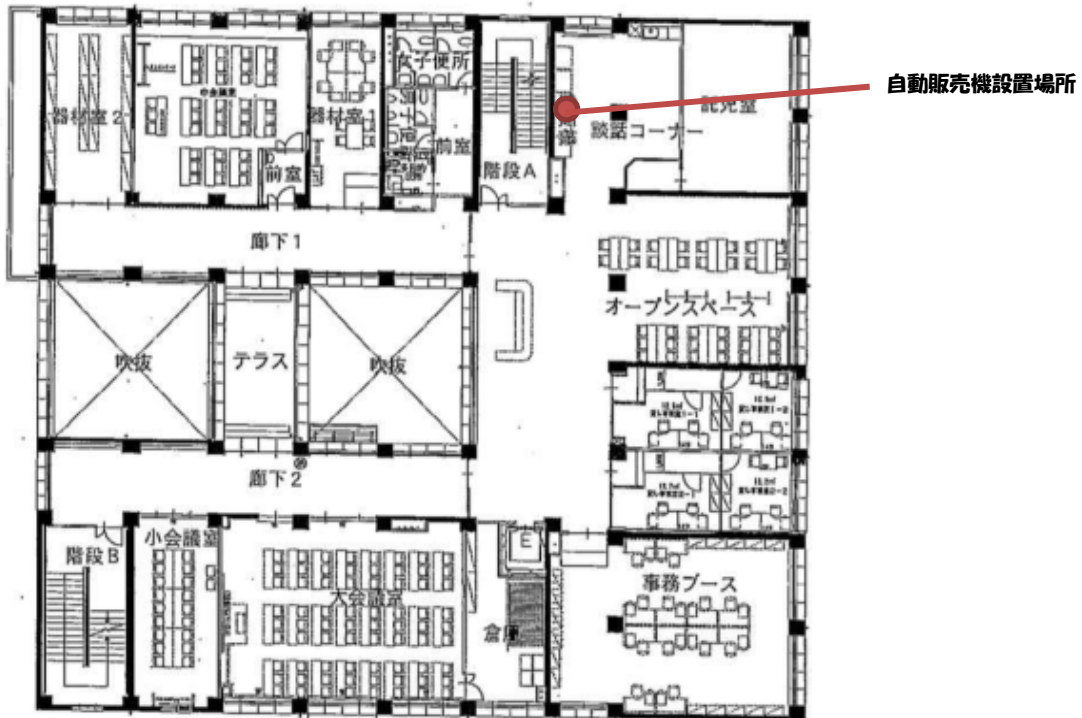 自動販売機設置場所
女子便所
中会議室
器材室2
器材室1
前室
前室
階段A
談話コーナー
託児室
廊下1
オープンスペース
吹抜
テラス
吹抜
廊下2
階段B
小会議室
大会議室
倉庫
E
事務ブース